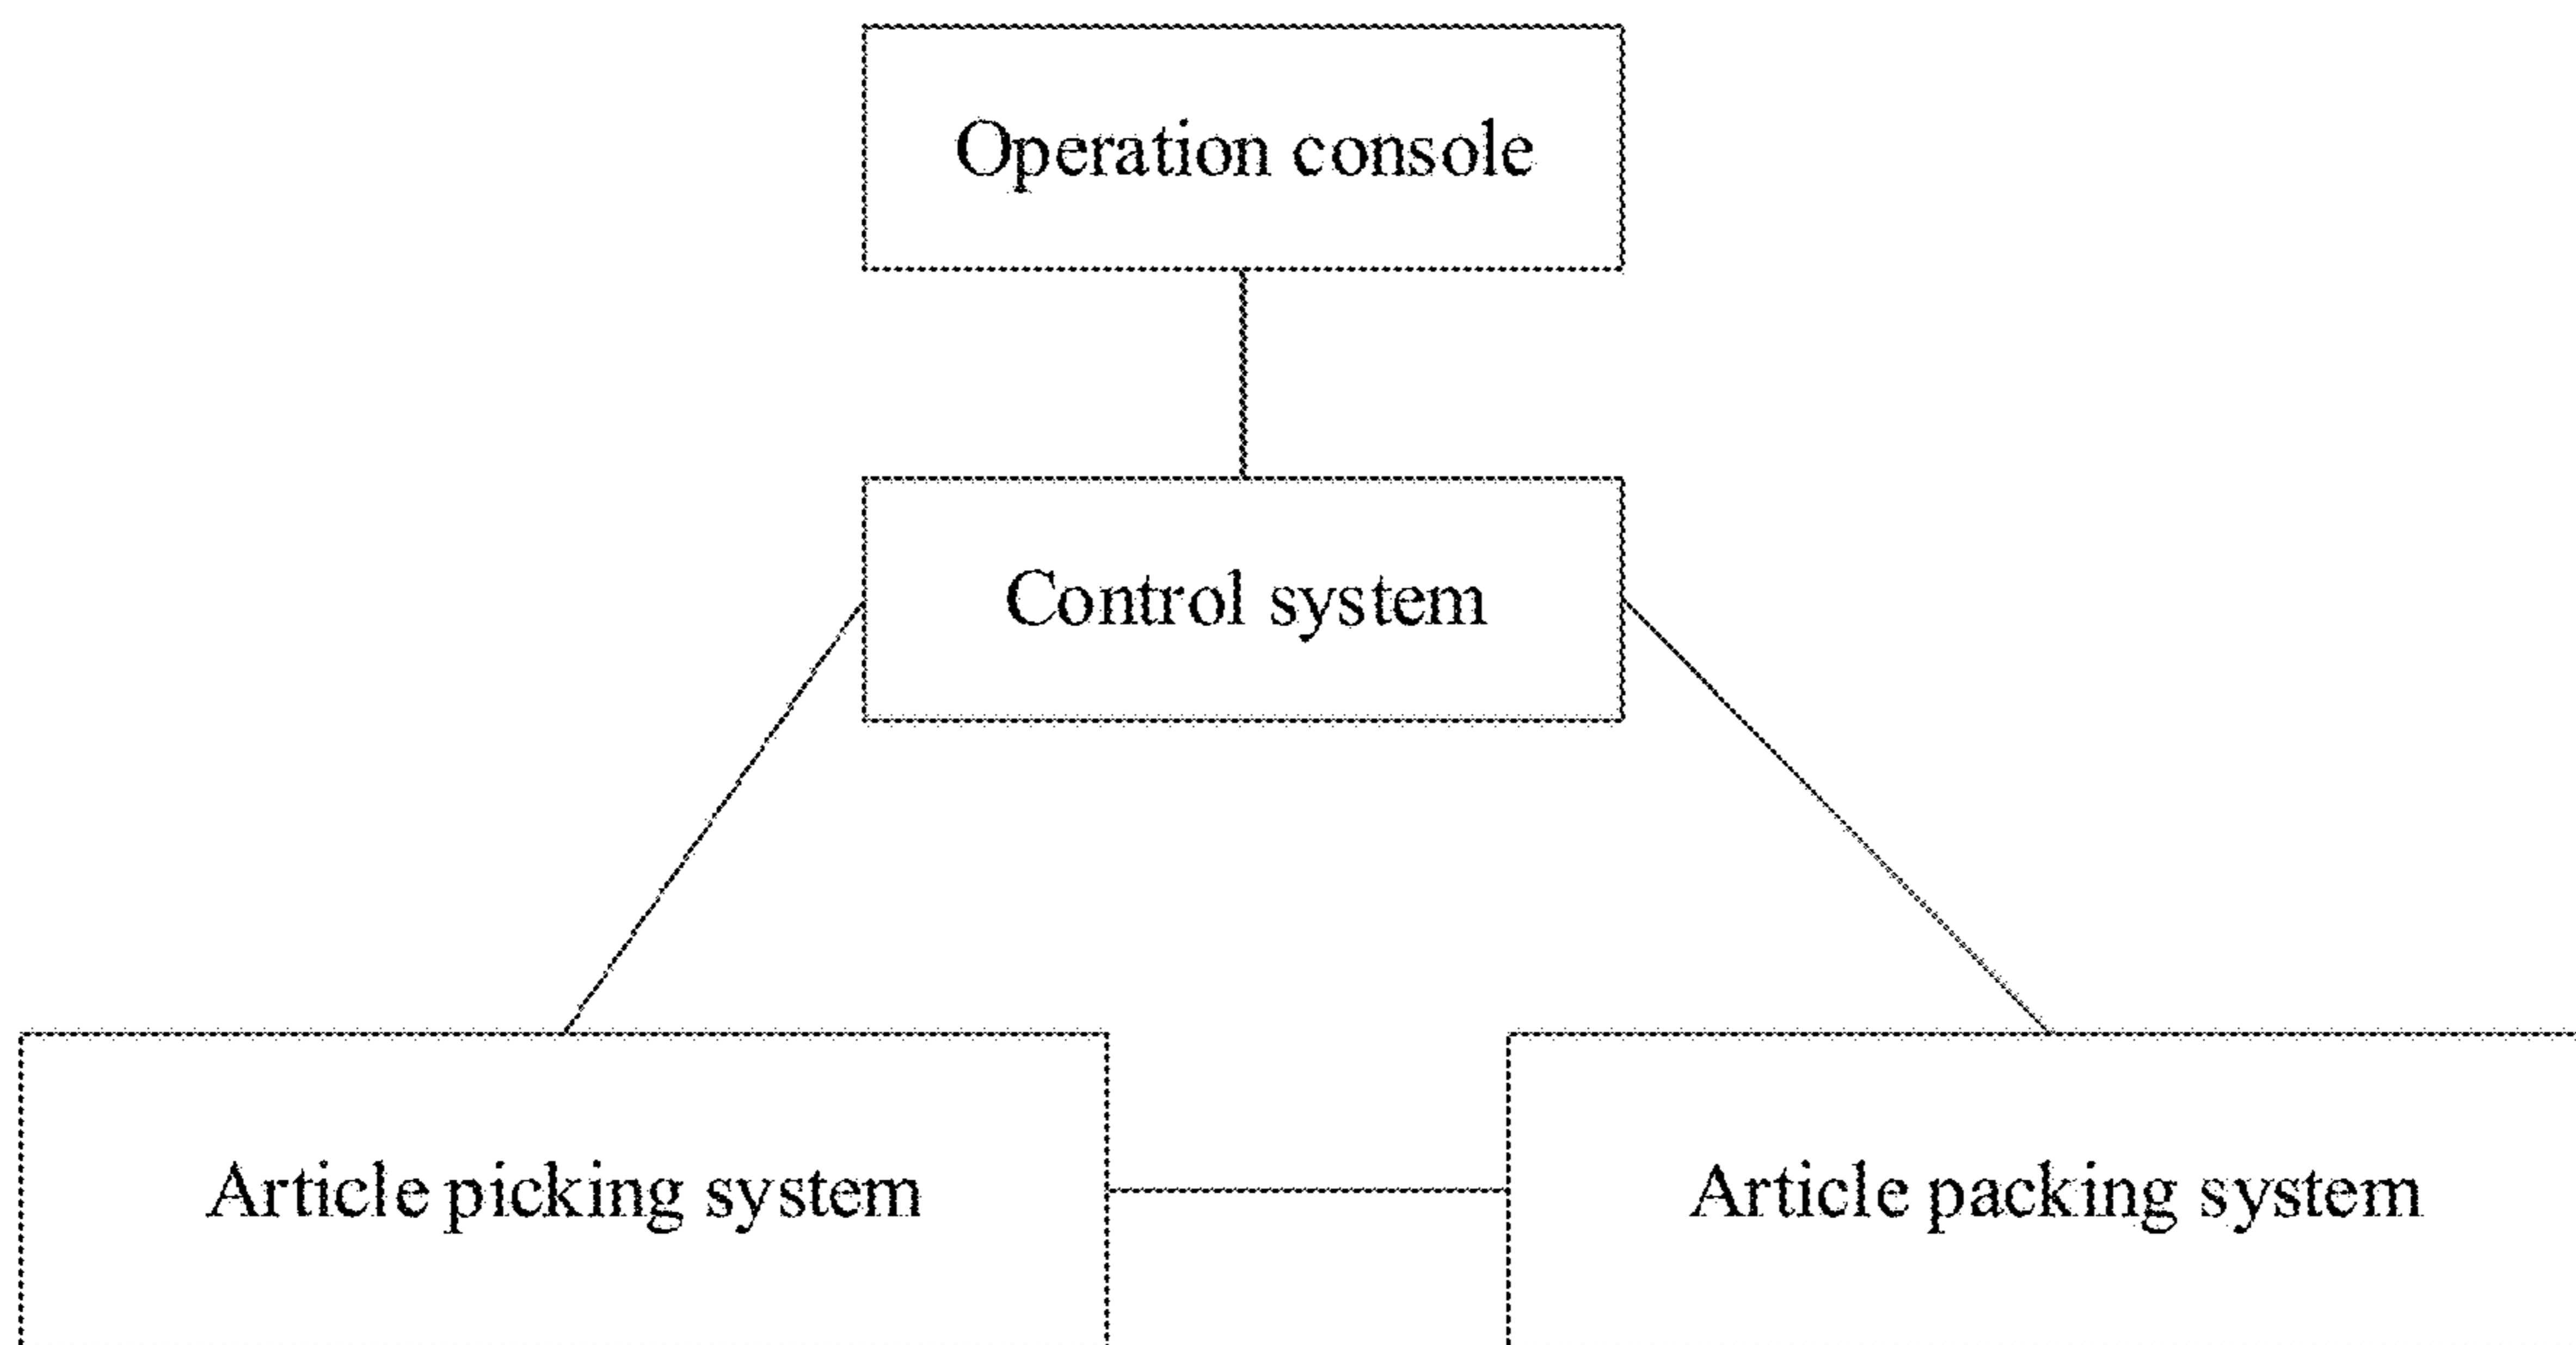 Operation console
Control system
Article picking system
Article packing system